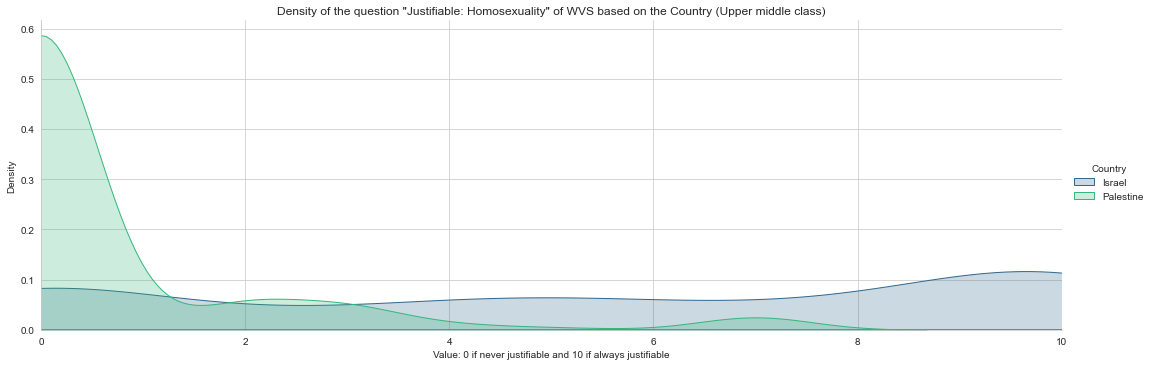 Density of the question "Justifiable: Homosexuality" of WVS based on the Country (Upper middle class)
0.6
0.5
0.4
0.3
0.2
0.1
0.0
Density
0 2 4 6 8 10
Value: 0 if never justifiable and 10 if always justifiable
Country
Israel
Palestine